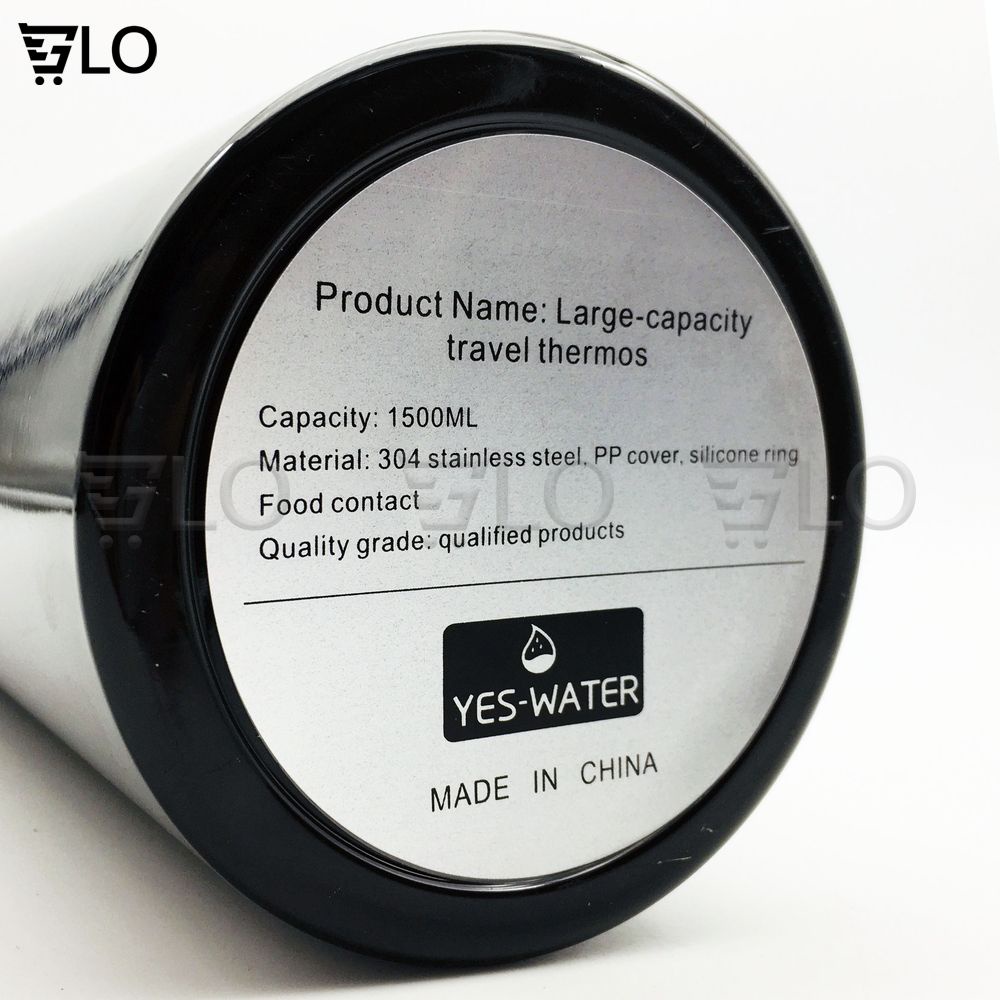 LO
Product Name: Large-capacity
travel thermos
Capacity: 1500ML
Material: 304 stainless steel, PP cover, silicone ring
LO LO LO
Food contact
Quality grade: qualified products
YES-WATER
MADE IN CHINA